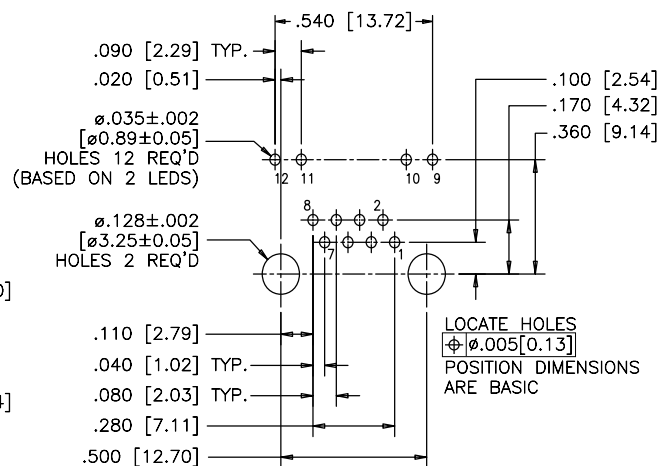 .540 [13.72]
.090 [2.29] TYP.
.020 [0.51]
.100 [2.54]
.170 [4.32]
.360 [9.14]
ø.035±.002
[ø0.89±0.05]
HOLES 12 REQ'D
(BASED ON 2 LEDS)
12 11 10 9
8 2
7 1
ø.128±.002
[ø3.25±0.05]
HOLES 2 REQ'D
0]
.110 [2.79]
.040 [1.02] TYP.
.080 [2.03] TYP.
4]
.280 [7.11]
.500 [12.70]
LOCATE HOLES
⌖ ø.005[0.13]
POSITION DIMENSIONS
ARE BASIC